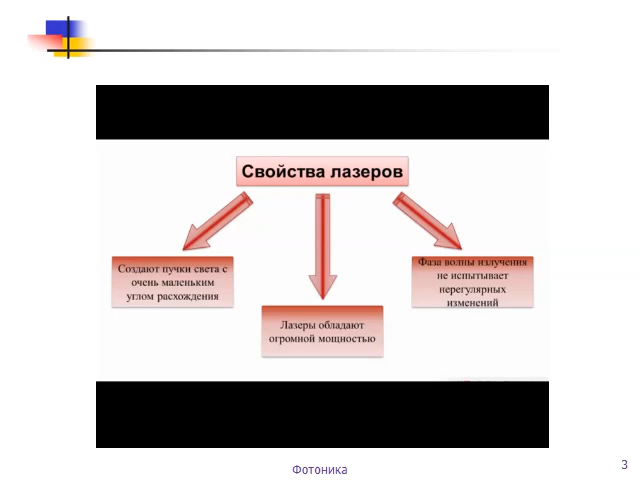 Свойства лазеров
Создают пучки света с
очень маленьким
углом расхождения
Лазеры обладают
огромной мощностью
Фаза волны излучения
не испытывает
нерегулярных
изменений
Фотоника
3